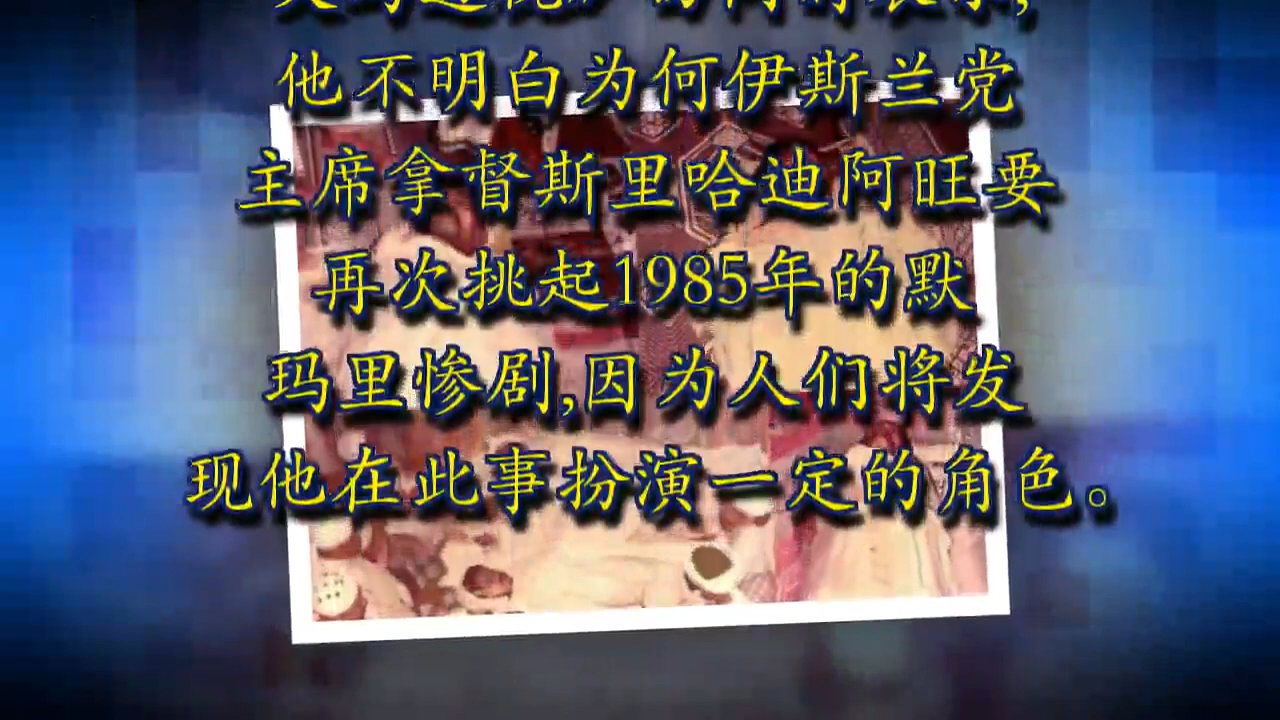 他不明白为何伊斯兰党
主席拿督斯里哈迪阿旺要
再次挑起1985年的默
玛里惨剧,因为人们将发
现他在此事扮演一定的角色。